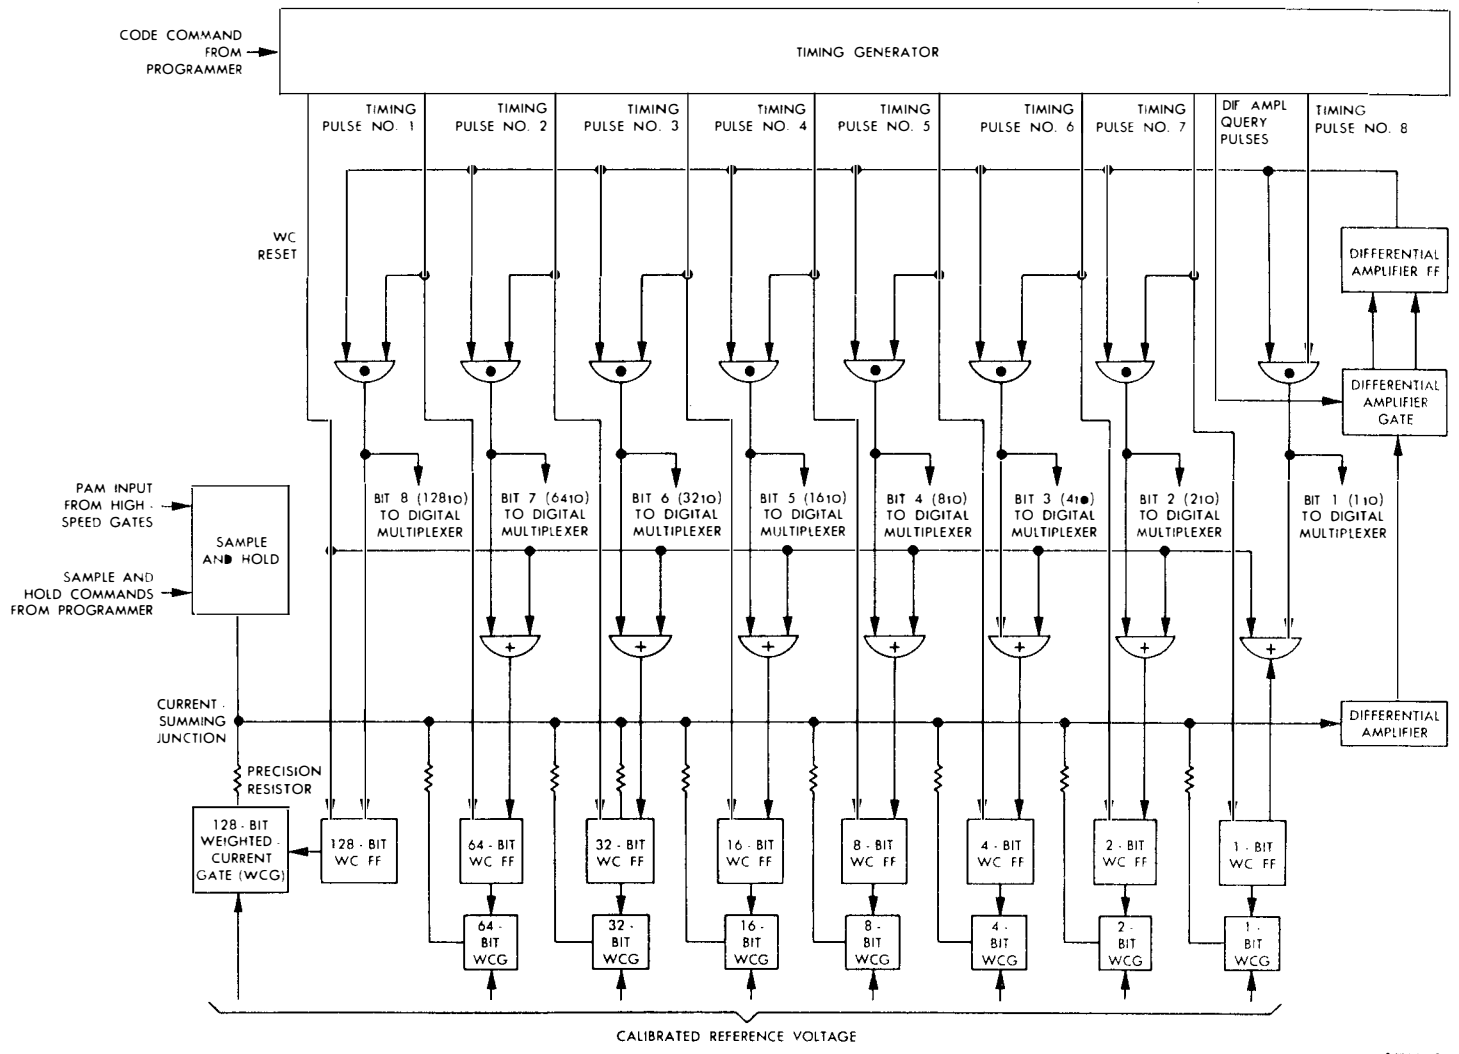 CODE COMMAND
FROM
PROGRAMMER
TIMING GENERATOR
TIMING
PULSE NO. 1
TIMING
PULSE NO. 2
TIMING
PULSE NO. 3
TIMING
PULSE NO. 4
TIMING
PULSE NO. 5
TIMING
PULSE NO. 6
TIMING
PULSE NO. 7
DIF AMPL
QUERY
PULSES
TIMING
PULSE NO. 8
WC
RESET
DIFFERENTIAL
AMPLIFIER FF
DIFFERENTIAL
AMPLIFIER
GATE
BIT 8 (128₁₀)
TO DIGITAL
MULTIPLEXER
BIT 7 (64₁₀)
TO DIGITAL
MULTIPLEXER
BIT 6 (32₁₀)
TO DIGITAL
MULTIPLEXER
BIT 5 (16₁₀)
TO DIGITAL
MULTIPLEXER
BIT 4 (8₁₀)
TO DIGITAL
MULTIPLEXER
BIT 3 (4₁₀)
TO DIGITAL
MULTIPLEXER
BIT 2 (2₁₀)
TO DIGITAL
MULTIPLEXER
BIT 1 (1₁₀)
TO DIGITAL
MULTIPLEXER
PAM INPUT
FROM HIGH-
SPEED GATES
SAMPLE
AND HOLD
SAMPLE AND
HOLD COMMANDS
FROM PROGRAMMER
+
+
+
+
+
+
+
CURRENT-
SUMMING
JUNCTION
DIFFERENTIAL
AMPLIFIER
PRECISION
RESISTOR
128-BIT
WEIGHTED-
CURRENT
GATE (WCG)
128-BIT
WC FF
64-BIT
WC FF
32-BIT
WC FF
16-BIT
WC FF
8-BIT
WC FF
4-BIT
WC FF
2-BIT
WC FF
1-BIT
WC FF
64-
BIT
WCG
32-
BIT
WCG
16-
BIT
WCG
8-
BIT
WCG
4-
BIT
WCG
2-
BIT
WCG
1-
BIT
WCG
CALIBRATED REFERENCE VOLTAGE